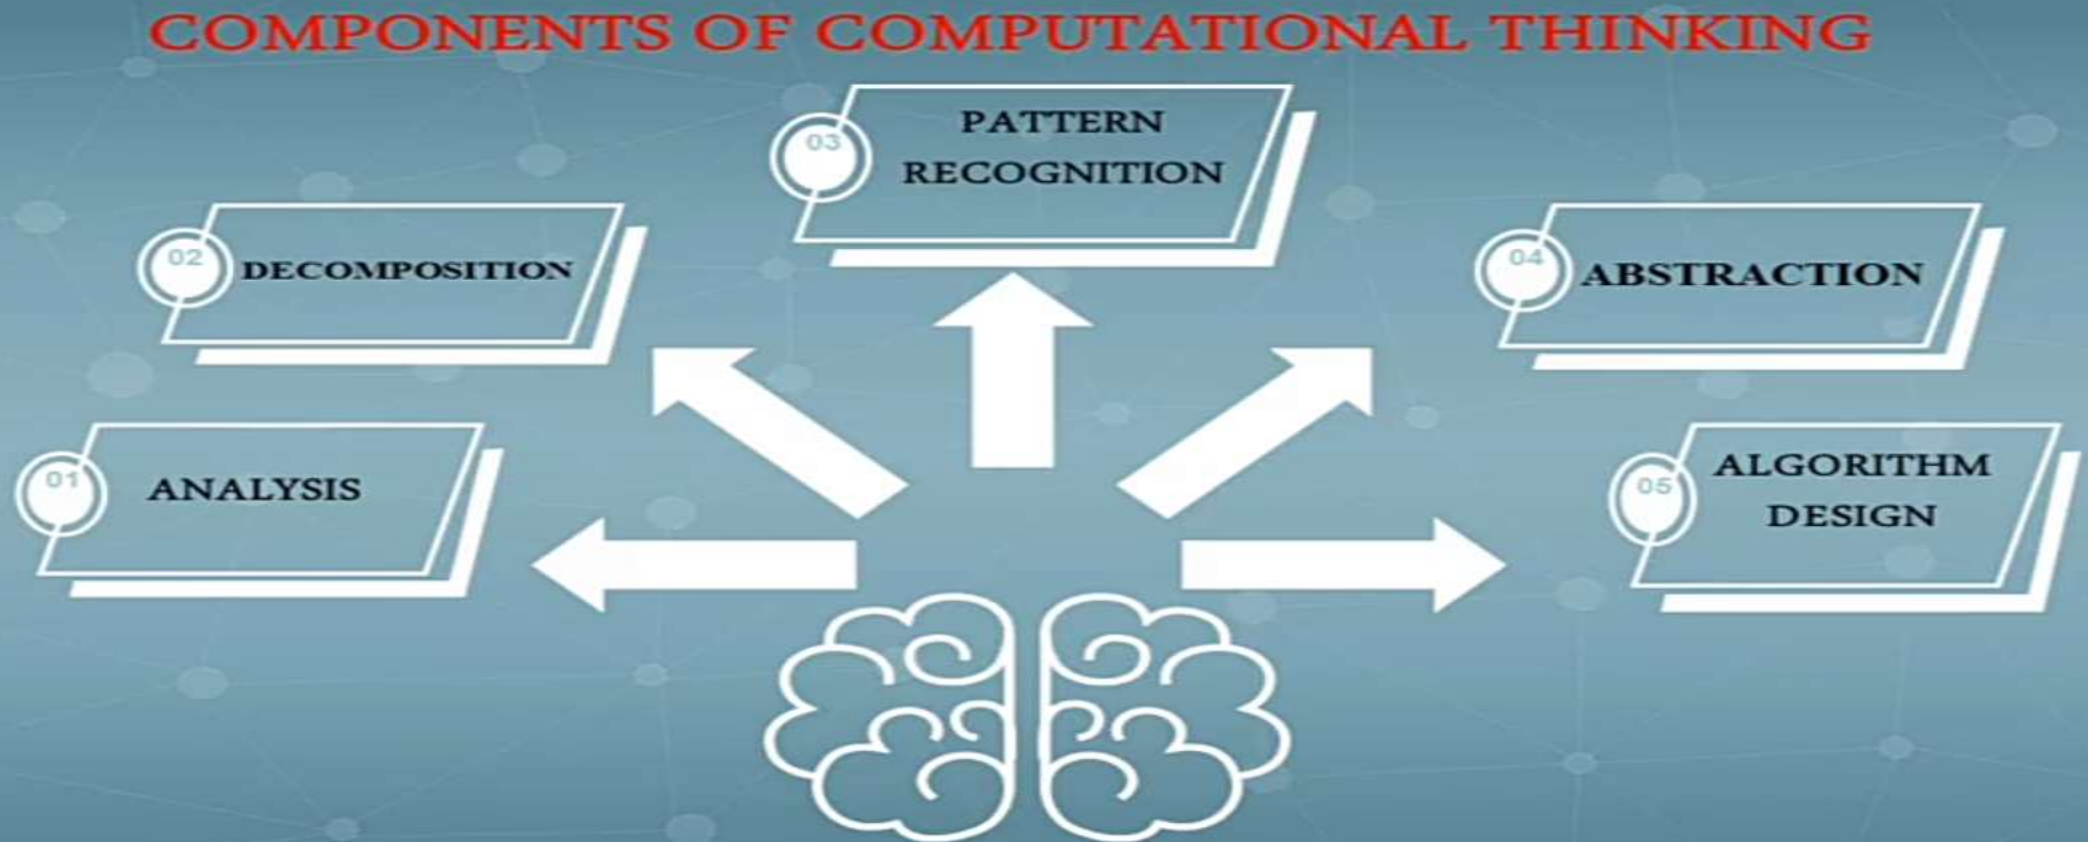 COMPONENTS OF COMPUTATIONAL THINKING
01
ANALYSIS
02
DECOMPOSITION
03
PATTERN
RECOGNITION
04
ABSTRACTION
05
ALGORITHM
DESIGN